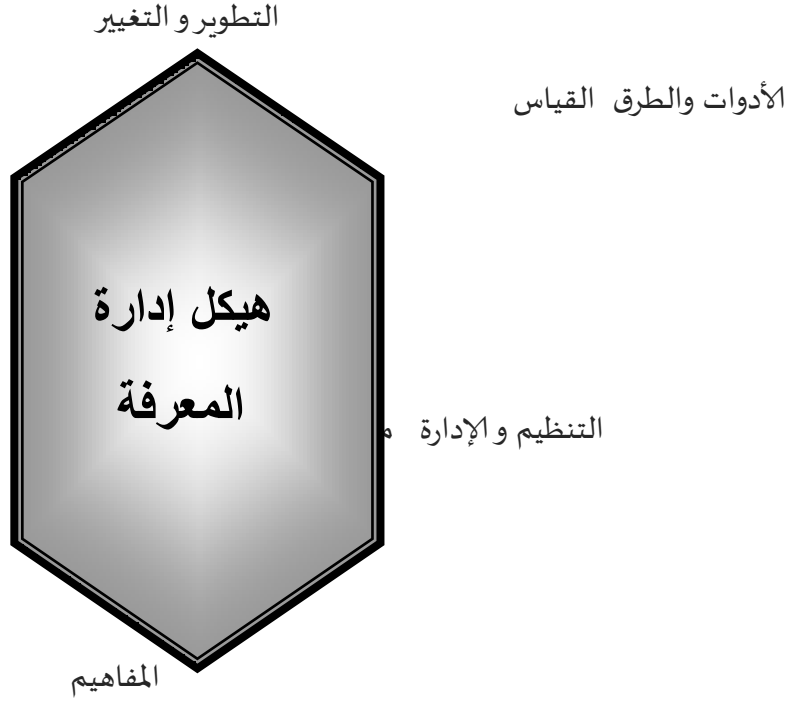 التطوير و التغيير
الأدوات والطرق القياس
هيكل إدارة
المعرفة
التنظيم و الإدارة
المفاهيم